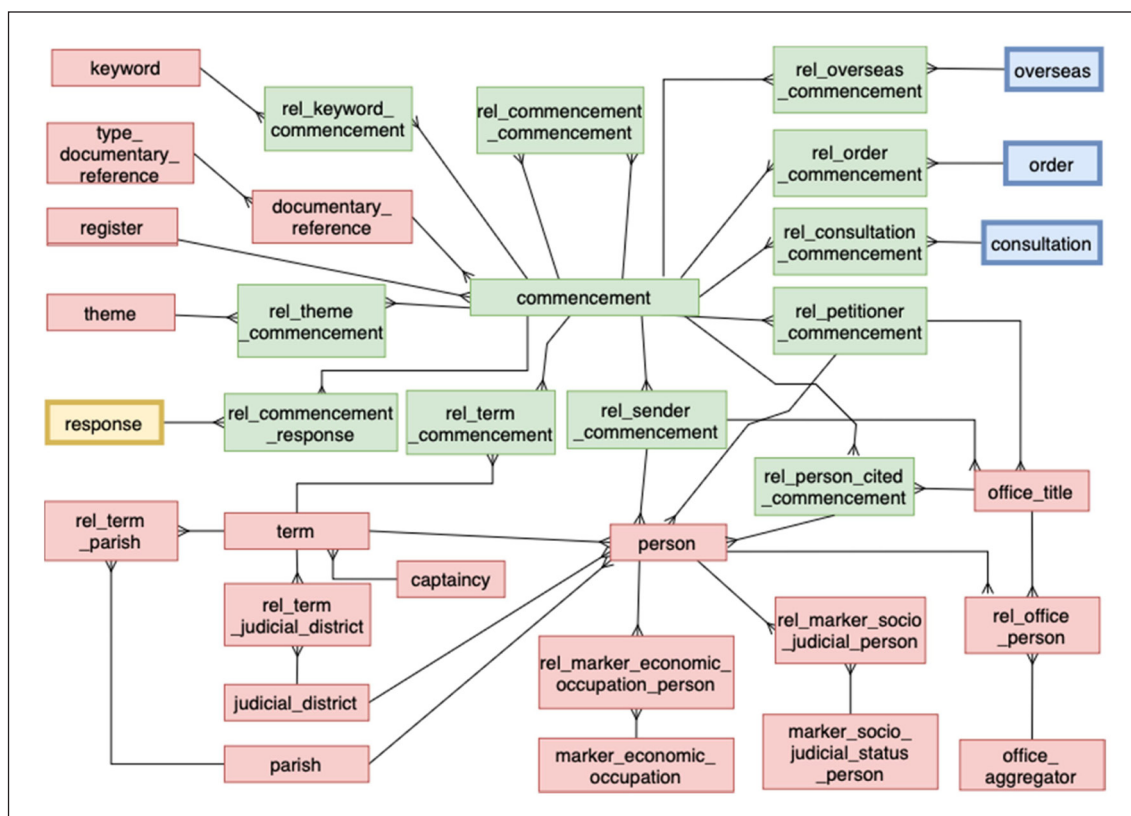 keyword
rel_keyword_
commencement
rel_commencement
_commencement
rel_overseas
_commencement
overseas
type_
documentary_
reference
documentary_
reference
rel_order
_commencement
order
register
rel_consultation
_commencement
consultation
commencement
theme
rel_theme
_commencement
rel_petitioner
_commencement
response
rel_commencement
_response
rel_term
_commencement
rel_sender
_commencement
rel_person_cited
_commencement
office_title
rel_term
_parish
term
person
captaincy
rel_term
_judicial_district
rel_marker_socio
_judicial_person
rel_office
_person
rel_marker_economic_
occupation_person
judicial_district
parish
marker_economic_
occupation
marker_socio_
judicial_status
_person
office_
aggregator